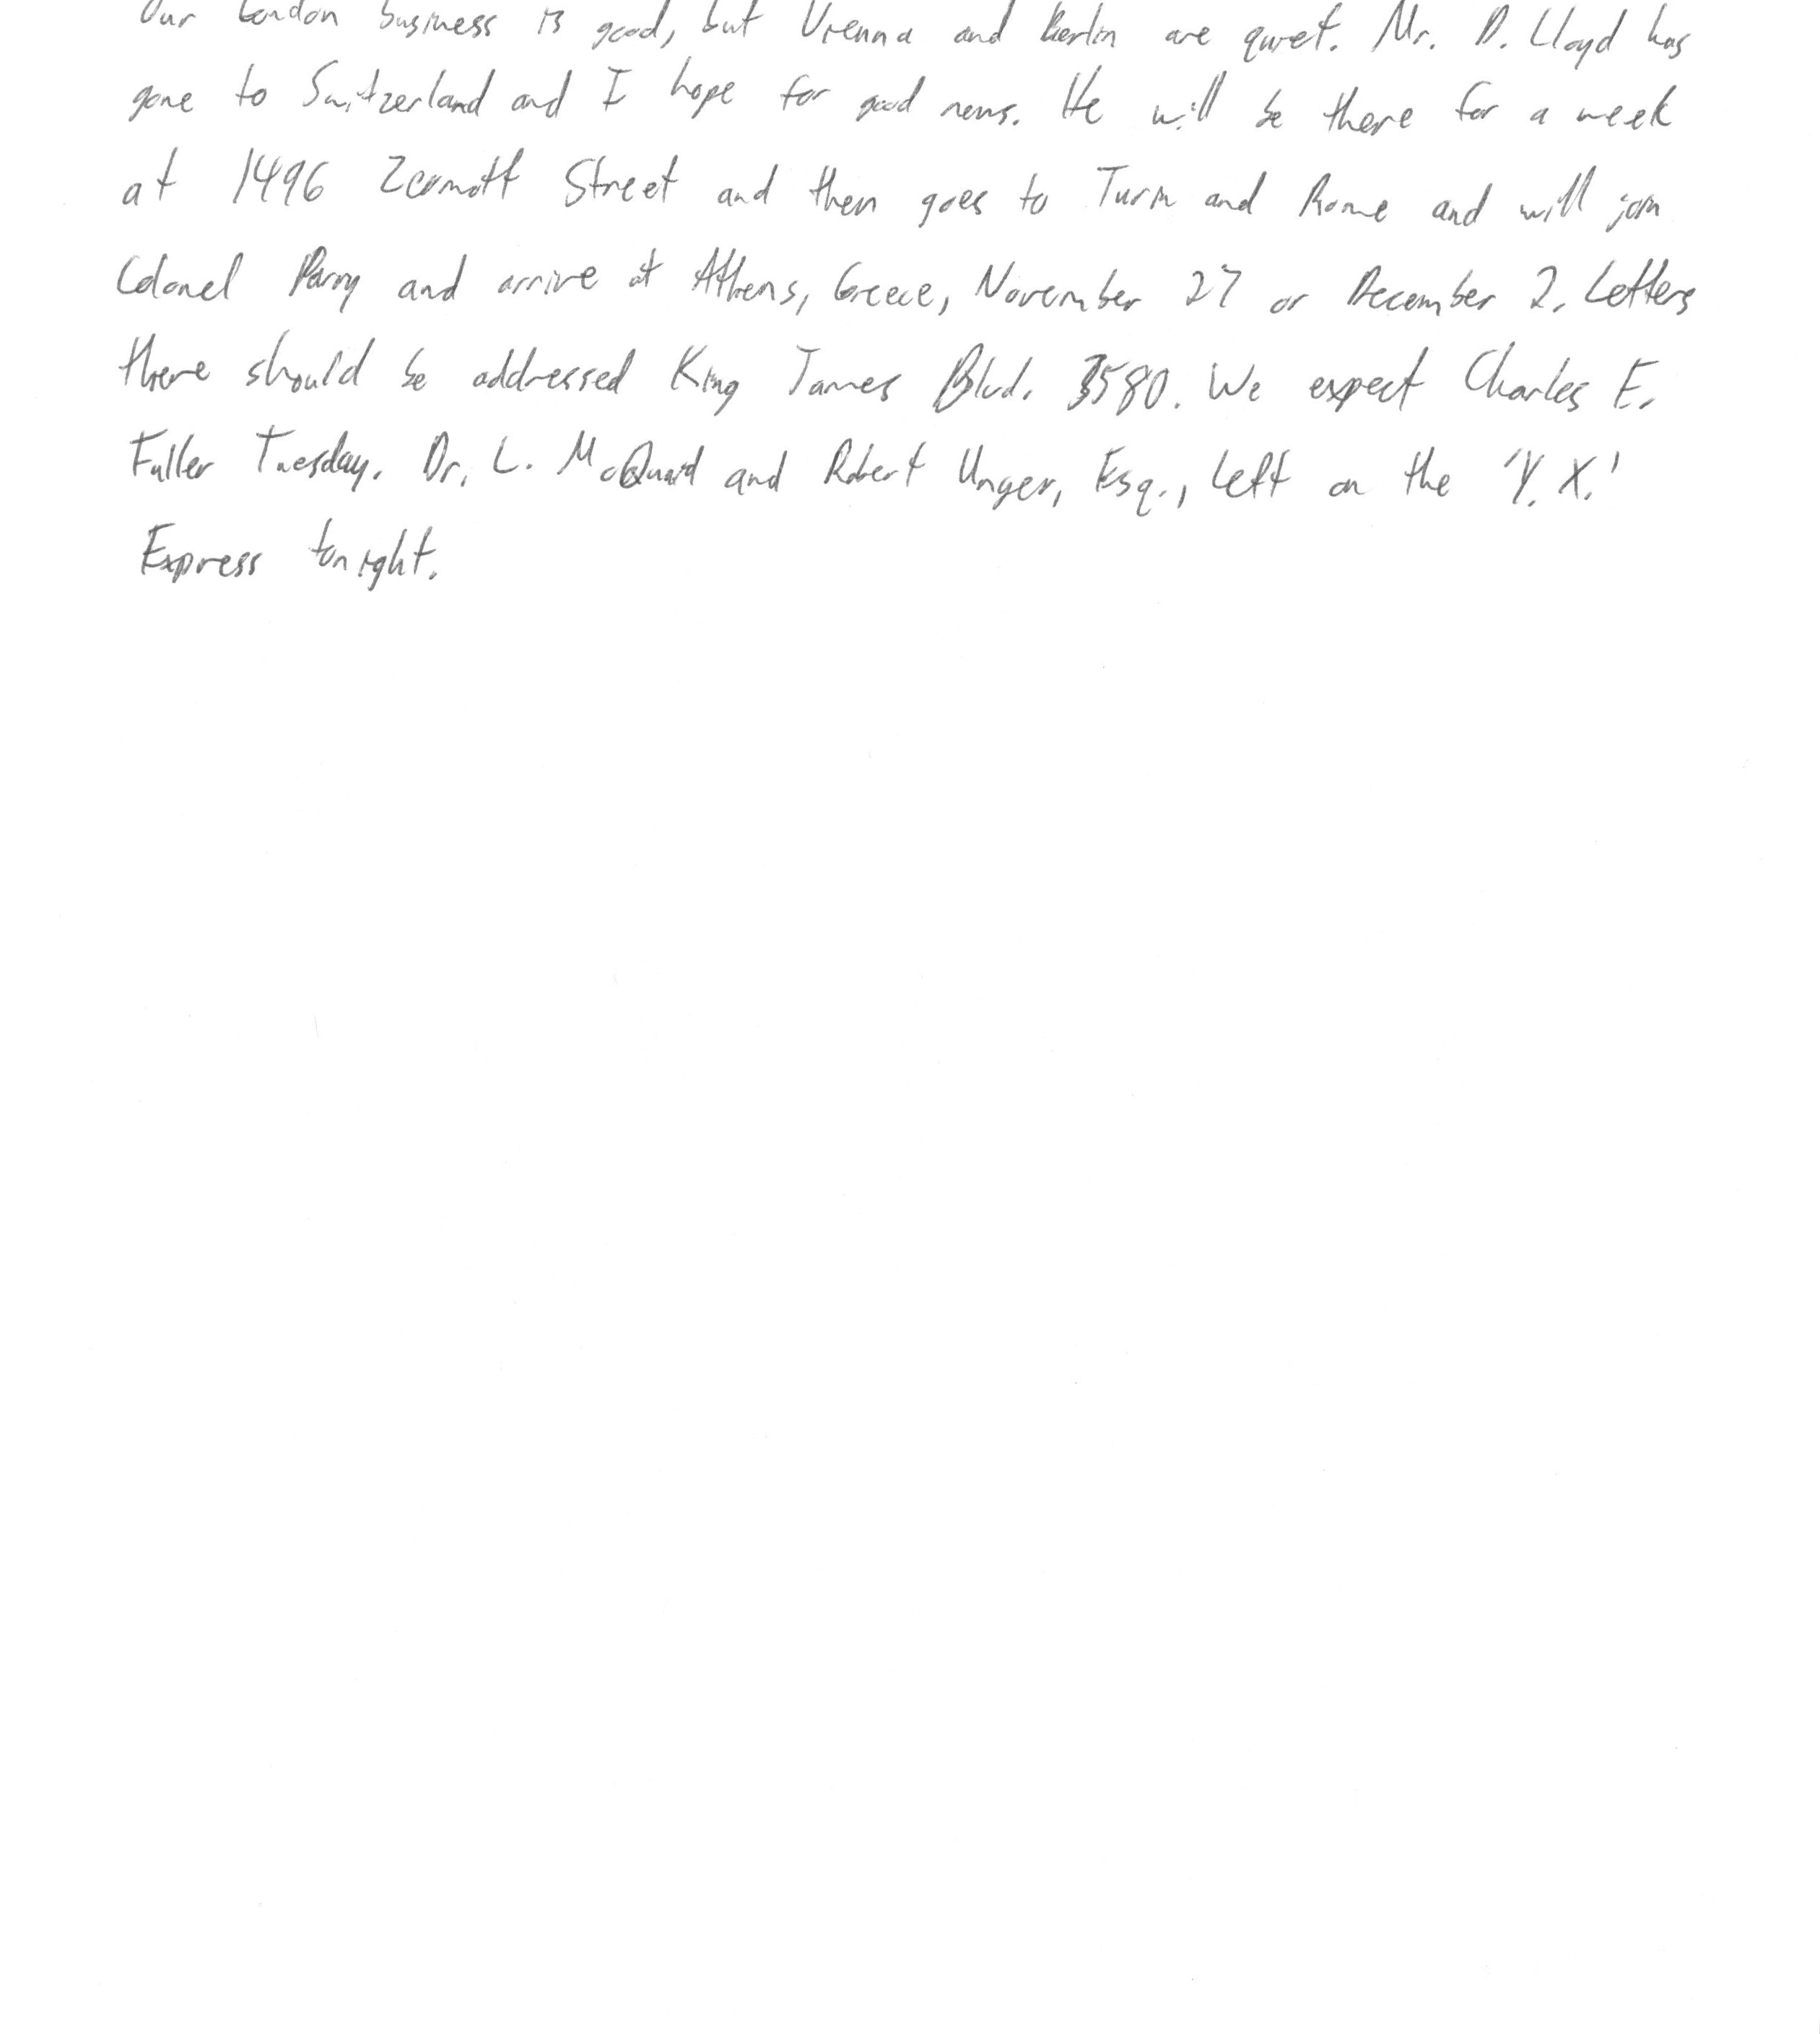 Our London business is good, but Vienna and Berlin are quiet. Mr. D. Lloyd has
gone to Switzerland and I hope for good news. He will be there for a week
at 1496 Zermott Street and then goes to Turin and Rome and will join
Colonel Parry and arrive at Athens, Greece, November 27 or December 2. Letters
there should be addressed King James Blvd. 3580. We expect Charles E.
Fuller Tuesday. Dr. L. McQuaid and Robert Unger, Esq., left on the 'Y. X.'
Express tonight.